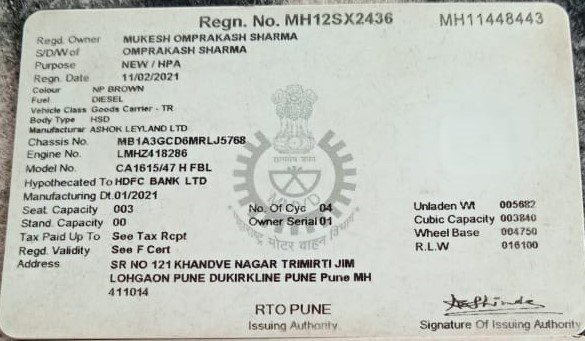 Regn. No. MH12SX2436 MH11448443
Regd. Owner MUKESH OMPRAKASH SHARMA
S/D/Wof OMPRAKASH SHARMA
Purpose NEW / HPA
Regn. Date 11/02/2021
Colour NP BROWN
Fuel DIESEL
Vehicle Class Goods Carrier - TR
Body Type HSD
Manufacturar ASHOK LEYLAND LTD
Chassis No. MB1A3GCD6MRLJ5768
Engine No. LMHZ418286
Model No. CA1615/47 H FBL
Hypothecated To HDFC BANK LTD
Manufacturing Dt.01/2021
Seat. Capacity 003 No. Of Cyc 04 Unladen Wt 005682
Stand. Capacity 00 Owner Serial 01 Cubic Capacity 003840
Tax Paid Up To See Tax Rcpt Wheel Base 004750
Regd. Validity See F Cert R.L.W 016100
महाराष्ट्र मोटर वाहन विभाग
Address SR NO 121 KHANDVE NAGAR TRIMIRTI JIM
LOHGAON PUNE DUKIRKLINE PUNE Pune MH
411014
RTO PUNE
Issuing Authority Signature Of Issuing Authority